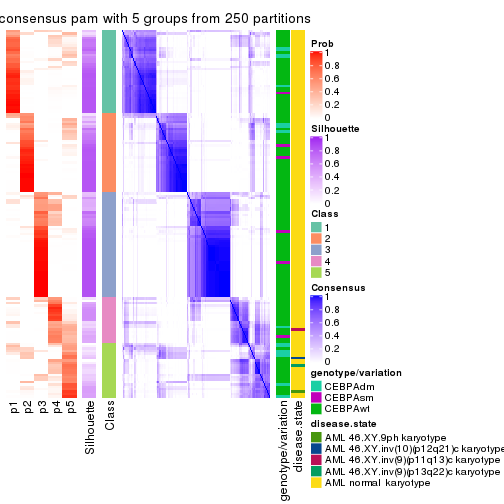 consensus pam with 5 groups from 250 partitions
Prob
1
0.8
0.6
0.4
0.2
0
Silhouette
1
0.8
0.6
0.4
0.2
0
Class
1
2
3
4
5
Consensus
1
0.8
0.6
0.4
0.2
0
genotype/variation
CEBPAdm
CEBPAsm
CEBPAwt
disease.state
AML 46.XY.9ph karyotype
AML 46.XY.inv(10)(p12q21)c karyotype
AML 46.XY.inv(9)(p11q13)c karyotype
AML 46.XY.inv(9)(p13q22)c karyotype
AML normal karyotype
p1
p2
p3
p4
p5
Silhouette
Class
genotype/variation
disease.state